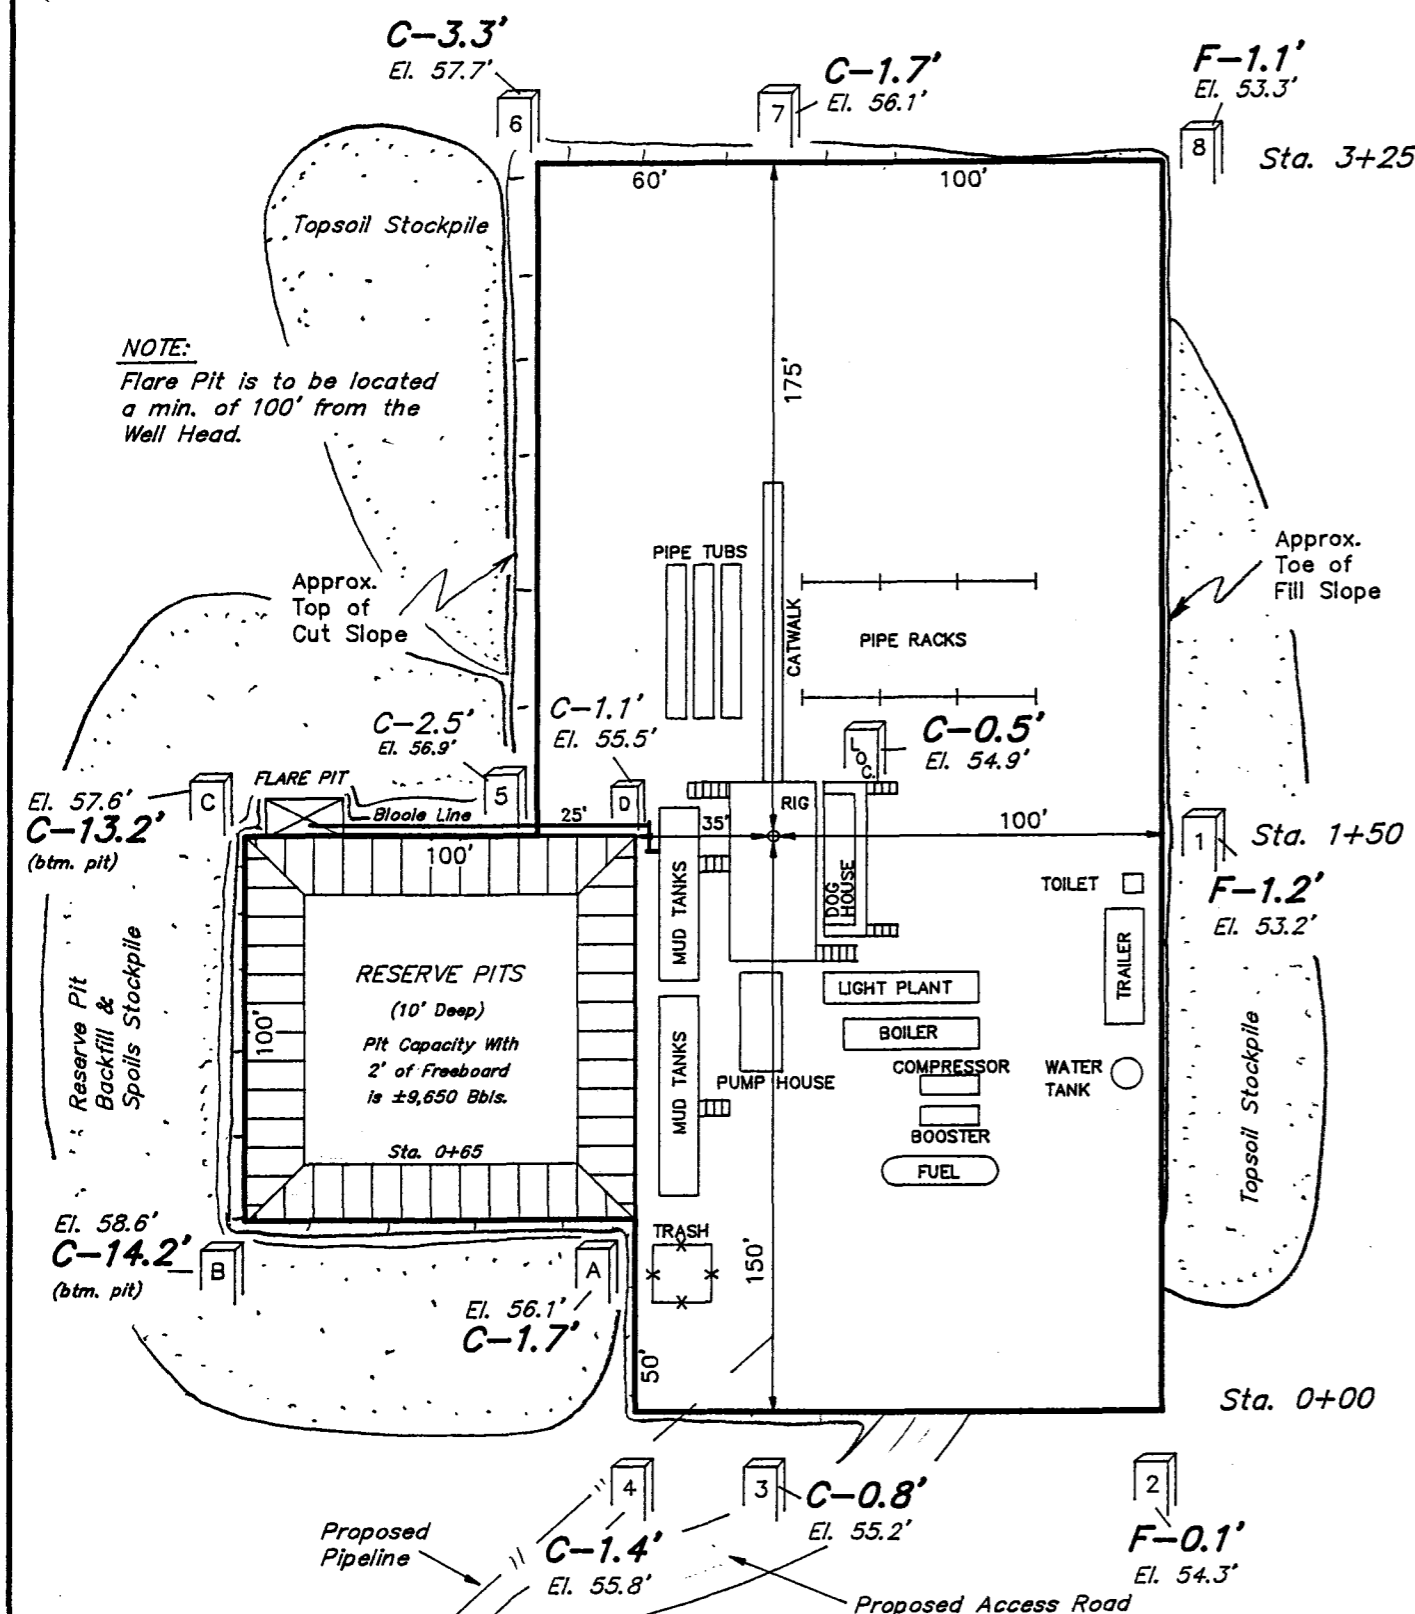 C-3.3'
El. 57.7'
6
C-1.7'
El. 56.1'
7
F-1.1'
El. 53.3'
8
Sta. 3+25
60'
100'
Topsoil Stockpile
175'
NOTE:
Flare Pit is to be located
a min. of 100' from the
Well Head.
Approx.
Top of
Cut Slope
Approx.
Toe of
Fill Slope
PIPE TUBS
CATWALK
PIPE RACKS
C-2.5'
El. 56.9'
5
C-1.1'
El. 55.5'
D
LOC.
C-0.5'
El. 54.9'
El. 57.6'
C-13.2'
(btm. pit)
C
FLARE PIT
Blooie Line
25'
35'
RIG
100'
1
Sta. 1+50
F-1.2'
El. 53.2'
100'
MUD TANKS
DOG
HOUSE
TOILET
TRAILER
RESERVE PITS
(10' Deep)
Pit Capacity With
2' of Freeboard
is ±9,650 Bbls.
Sta. 0+65
100'
Reserve Pit
Backfill &
Spoils Stockpile
MUD TANKS
PUMP HOUSE
LIGHT PLANT
BOILER
COMPRESSOR
BOOSTER
FUEL
WATER
TANK
Topsoil Stockpile
El. 58.6'
C-14.2'
(btm. pit)
B
A
El. 56.1'
C-1.7'
TRASH
150'
50'
Sta. 0+00
4
C-1.4'
El. 55.8'
3
C-0.8'
El. 55.2'
2
F-0.1'
El. 54.3'
Proposed
Pipeline
Proposed Access Road